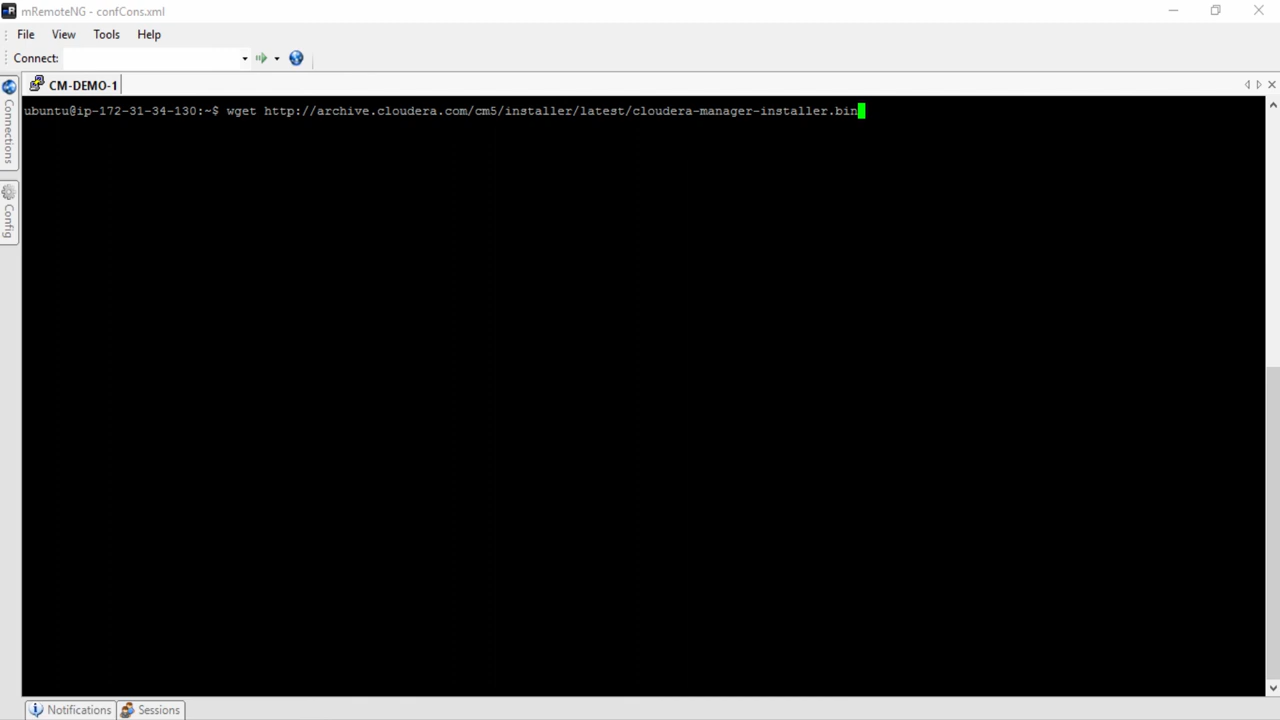 mRemoteNG - confCons.xml
File View Tools Help
Connect:
CM-DEMO-1
Connections
Config
ubuntu@ip-172-31-34-130:~$ wget http://archive.cloudera.com/cm5/installer/latest/cloudera-manager-installer.bin
Notifications Sessions